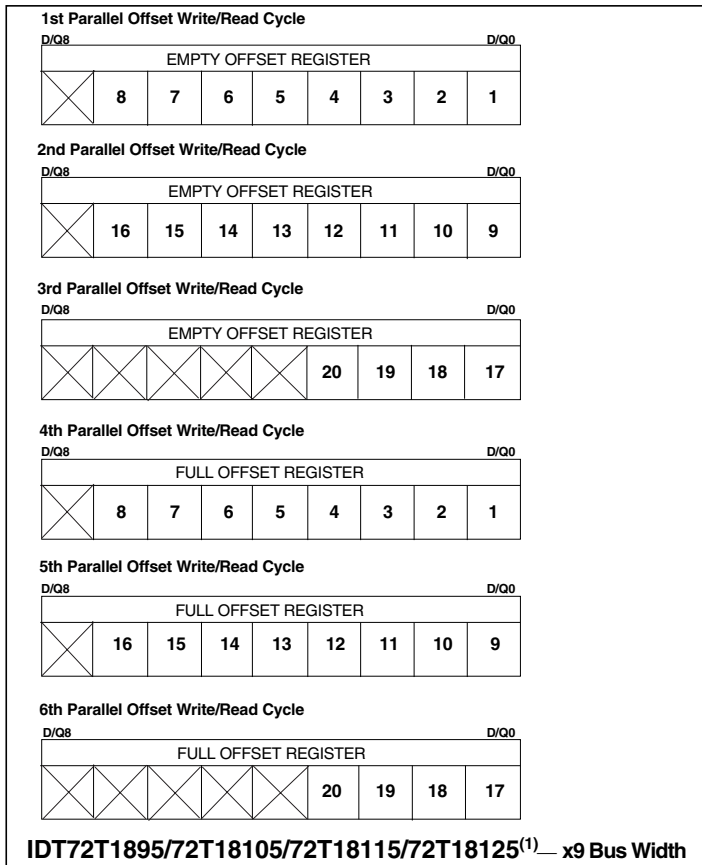 1st Parallel Offset Write/Read Cycle
D/Q8 D/Q0
EMPTY OFFSET REGISTER
8 7 6 5 4 3 2 1
2nd Parallel Offset Write/Read Cycle
D/Q8 D/Q0
EMPTY OFFSET REGISTER
16 15 14 13 12 11 10 9
3rd Parallel Offset Write/Read Cycle
D/Q8 D/Q0
EMPTY OFFSET REGISTER
20 19 18 17
4th Parallel Offset Write/Read Cycle
D/Q8 D/Q0
FULL OFFSET REGISTER
8 7 6 5 4 3 2 1
5th Parallel Offset Write/Read Cycle
D/Q8 D/Q0
FULL OFFSET REGISTER
16 15 14 13 12 11 10 9
6th Parallel Offset Write/Read Cycle
D/Q8 D/Q0
FULL OFFSET REGISTER
20 19 18 17
IDT72T1895/72T18105/72T18115/72T18125(1)— x9 Bus Width